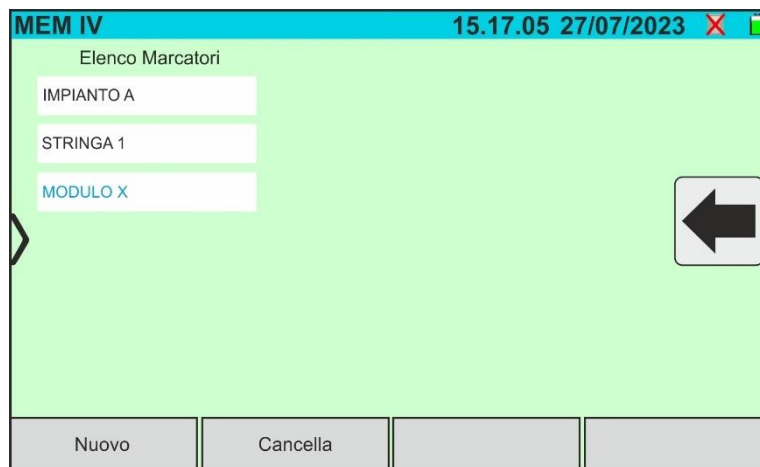 MEM IV 15.17.05 27/07/2023
Elenco Marcatori
IMPIANTO A
STRINGA 1
MODULO X
Nuovo Cancella